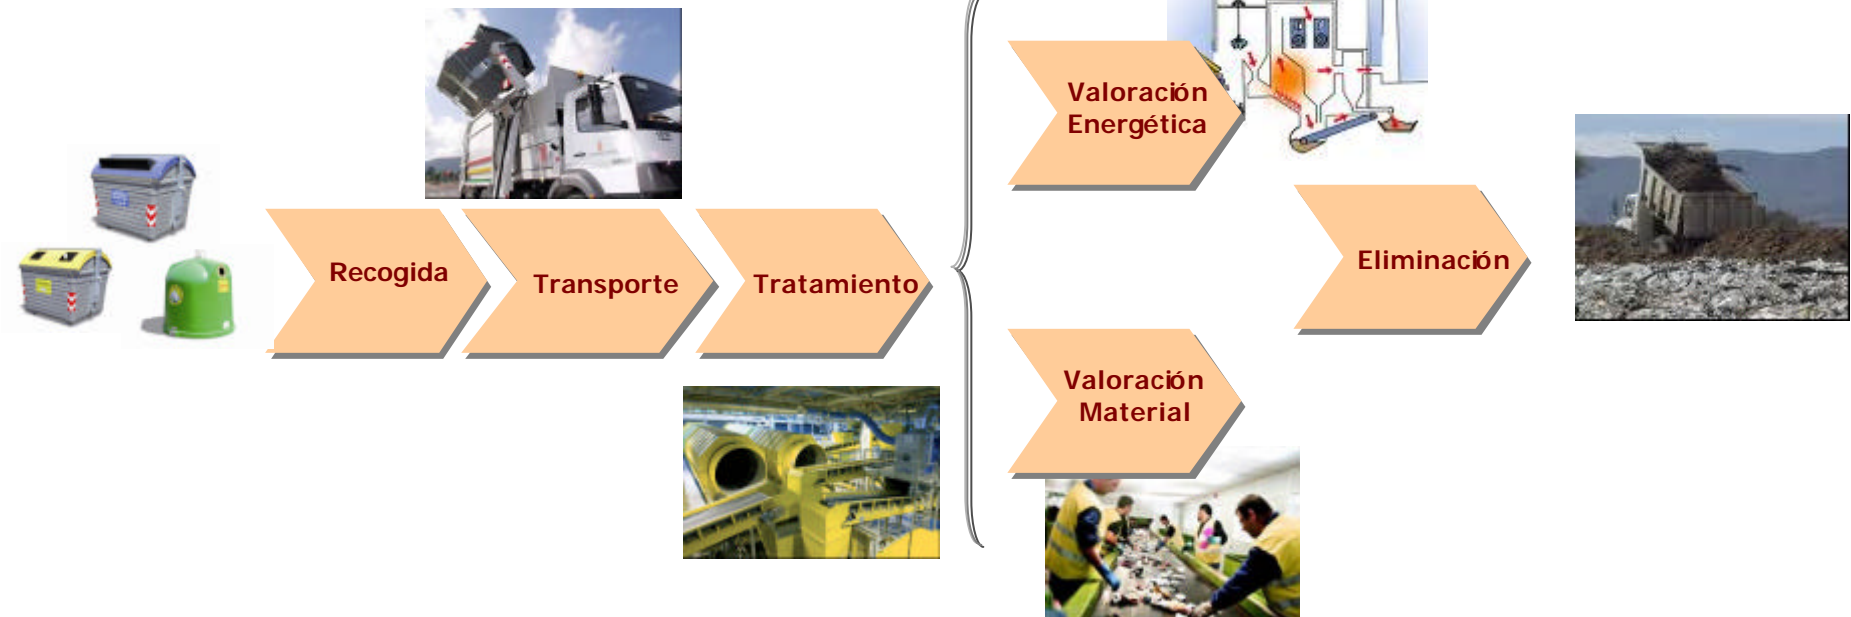 Recogida
Transporte
Tratamiento
Valoración
Energética
Valoración
Material
Eliminación